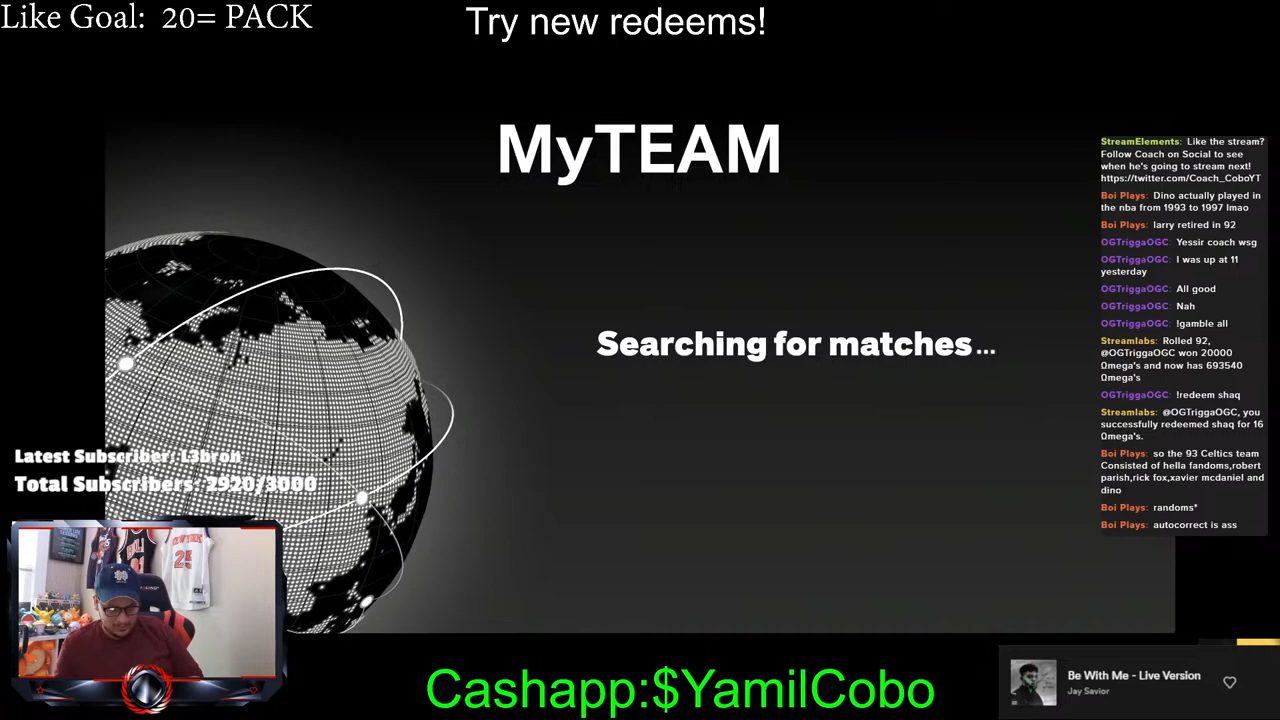 Like Goal: 20= PACK
Try new redeems!
MyTEAM
Searching for matches...
StreamElements: Like the stream?
Follow Coach on Social to see
when he's going to stream next!
https://twitter.com/Coach_CoboYT
Boi Plays: Dino actually played in
the nba from 1993 to 1997 lmao
Boi Plays: larry retired in 92
OGTriggaOGC: Yessir coach wsg
OGTriggaOGC: I was up at 11
yesterday
OGTriggaOGC: All good
OGTriggaOGC: Nah
OGTriggaOGC: !gamble all
Streamlabs: Rolled 92,
@OGTriggaOGC won 20000
Ωmega's and now has 693540
Ωmega's
OGTriggaOGC: !redeem shaq
Streamlabs: @OGTriggaOGC, you
successfully redeemed shaq for 16
Ωmega's.
Boi Plays: so the 93 Celtics team
Consisted of hella fandoms,robert
parish,rick fox,xavier mcdaniel and
dino
Boi Plays: randoms*
Boi Plays: autocorrect is ass
Latest Subscriber: L3bron
Total Subscribers: 2920/3000
25
Cashapp:$YamilCobo
Be With Me - Live Version
Jay Savior